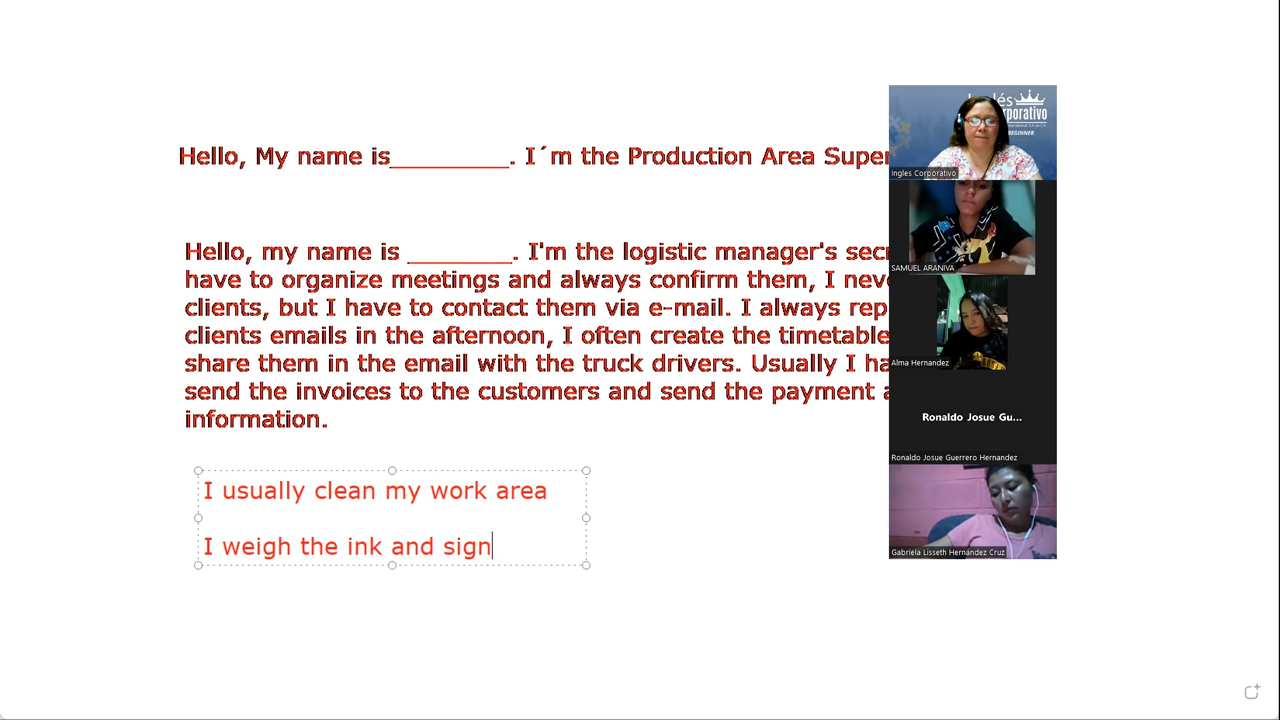 Hello, My name is_________. I´m the Production Area Super
Hello, my name is ________. I'm the logistic manager's
have to organize meetings and always confirm them, I
clients, but I have to contact them via e-mail. I always
clients emails in the afternoon, I often create the timetable
share them in the email with the truck drivers. Usually I
send the invoices to the customers and send the payment
information.
I usually clean my work area
I weigh the ink and sign
BEGINNER
Ingles Corporativo
SAMUEL ARANIVA
Alma Hernandez
Ronaldo Josue Gu...
Ronaldo Josue Guerrero Hernandez
Gabriela Lisseth Hernández Cruz